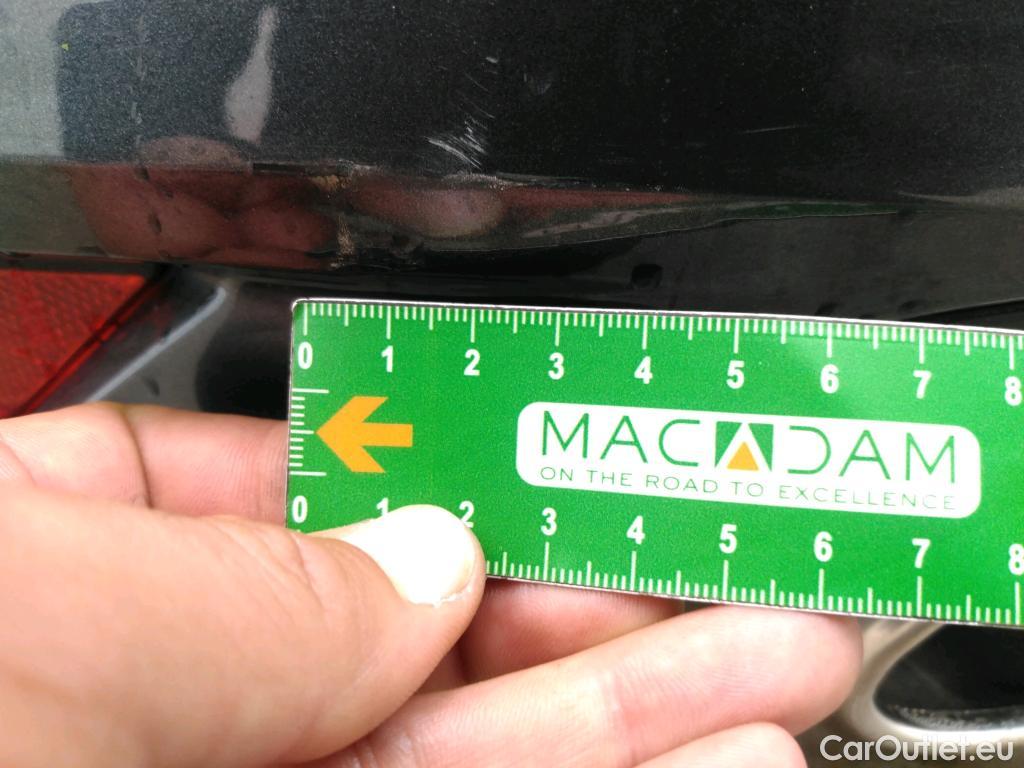 0 1 2 3 4 5 6 7 8
MACADAM
ON THE ROAD TO EXCELLENCE
0 1 2 3 4 5 6 7 8
CarOutlet.eu